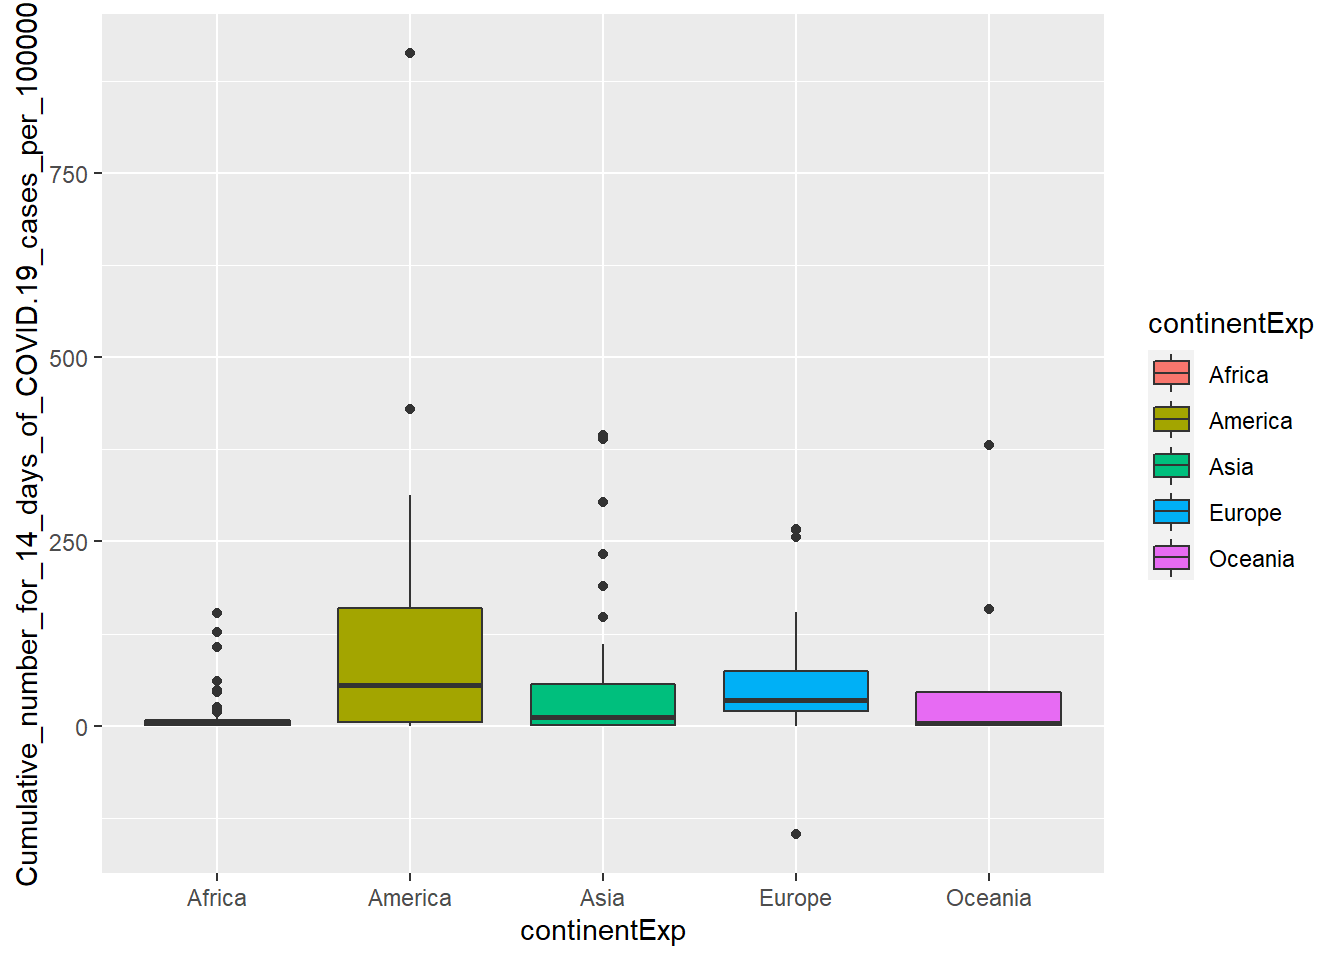 Cumulative_number_for_14_days_of_COVID.19_cases_per_100000
750
500
250
0
Africa
America
Asia
Europe
Oceania
continentExp
continentExp
Africa
America
Asia
Europe
Oceania